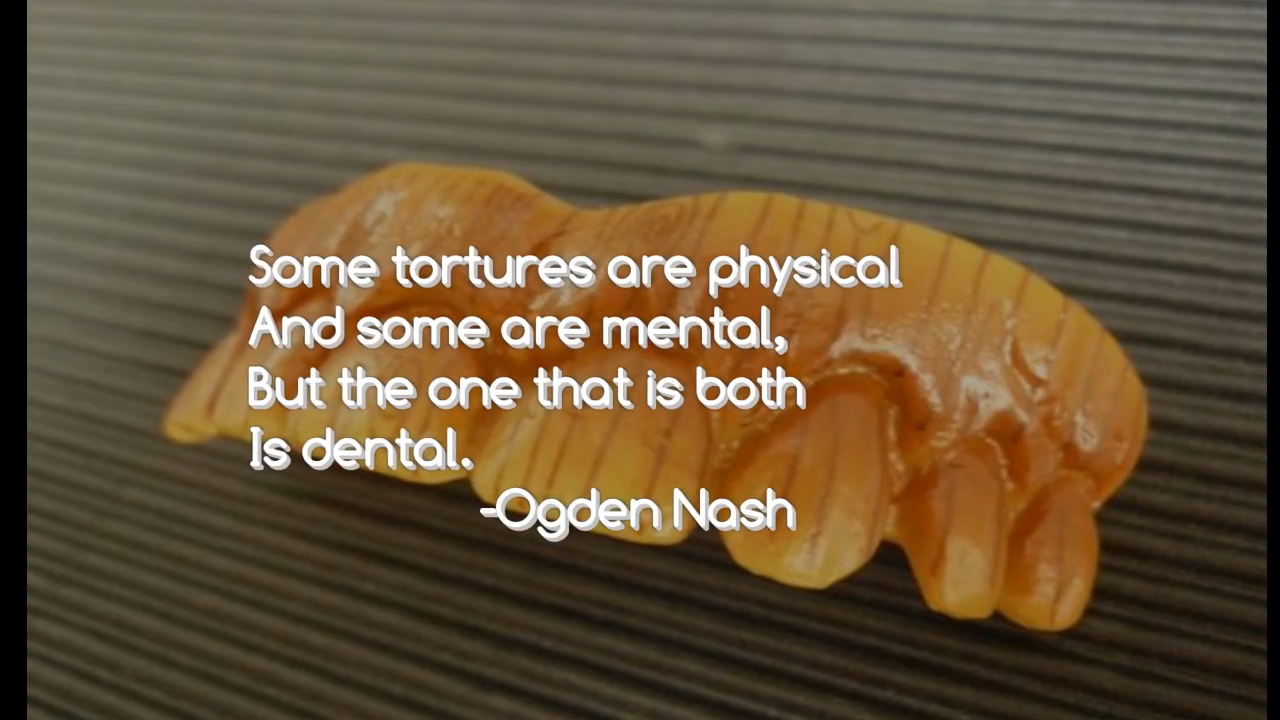 Some tortures are physical
And some are mental,
But the one that is both
Is dental.
-Ogden Nash